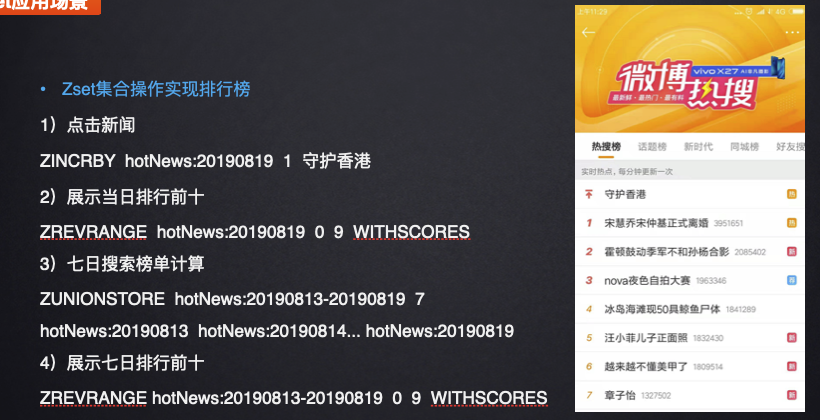 et应用场景
• Zset集合操作实现排行榜
1）点击新闻
ZINCRBY hotNews:20190819 1 守护香港
2）展示当日排行前十
ZREVRANGE hotNews:20190819 0 9 WITHSCORES
3）七日搜索榜单计算
ZUNIONSTORE hotNews:20190813-20190819 7
hotNews:20190813 hotNews:20190814... hotNews:20190819
4）展示七日排行前十
ZREVRANGE hotNews:20190813-20190819 0 9 WITHSCORES
上午11:23
4G
微博
热搜
vivo X27
最新鲜·最热门·最有料
热搜榜 话题榜 新时代 同城榜 好友搜
实时热点，每分钟更新一次
守护香港 热
1 宋慧乔宋仲基正式离婚 3951651 热
2 霍顿鼓动季军不和孙杨合影 2085402 新
3 nova夜色自拍大赛 1963346 荐
4 冰岛海滩现50具鲸鱼尸体 1841289
5 汪小菲儿子正面照 1832430 新
6 越来越不懂美甲了 1809514 新
7 章子怡 1327502 新